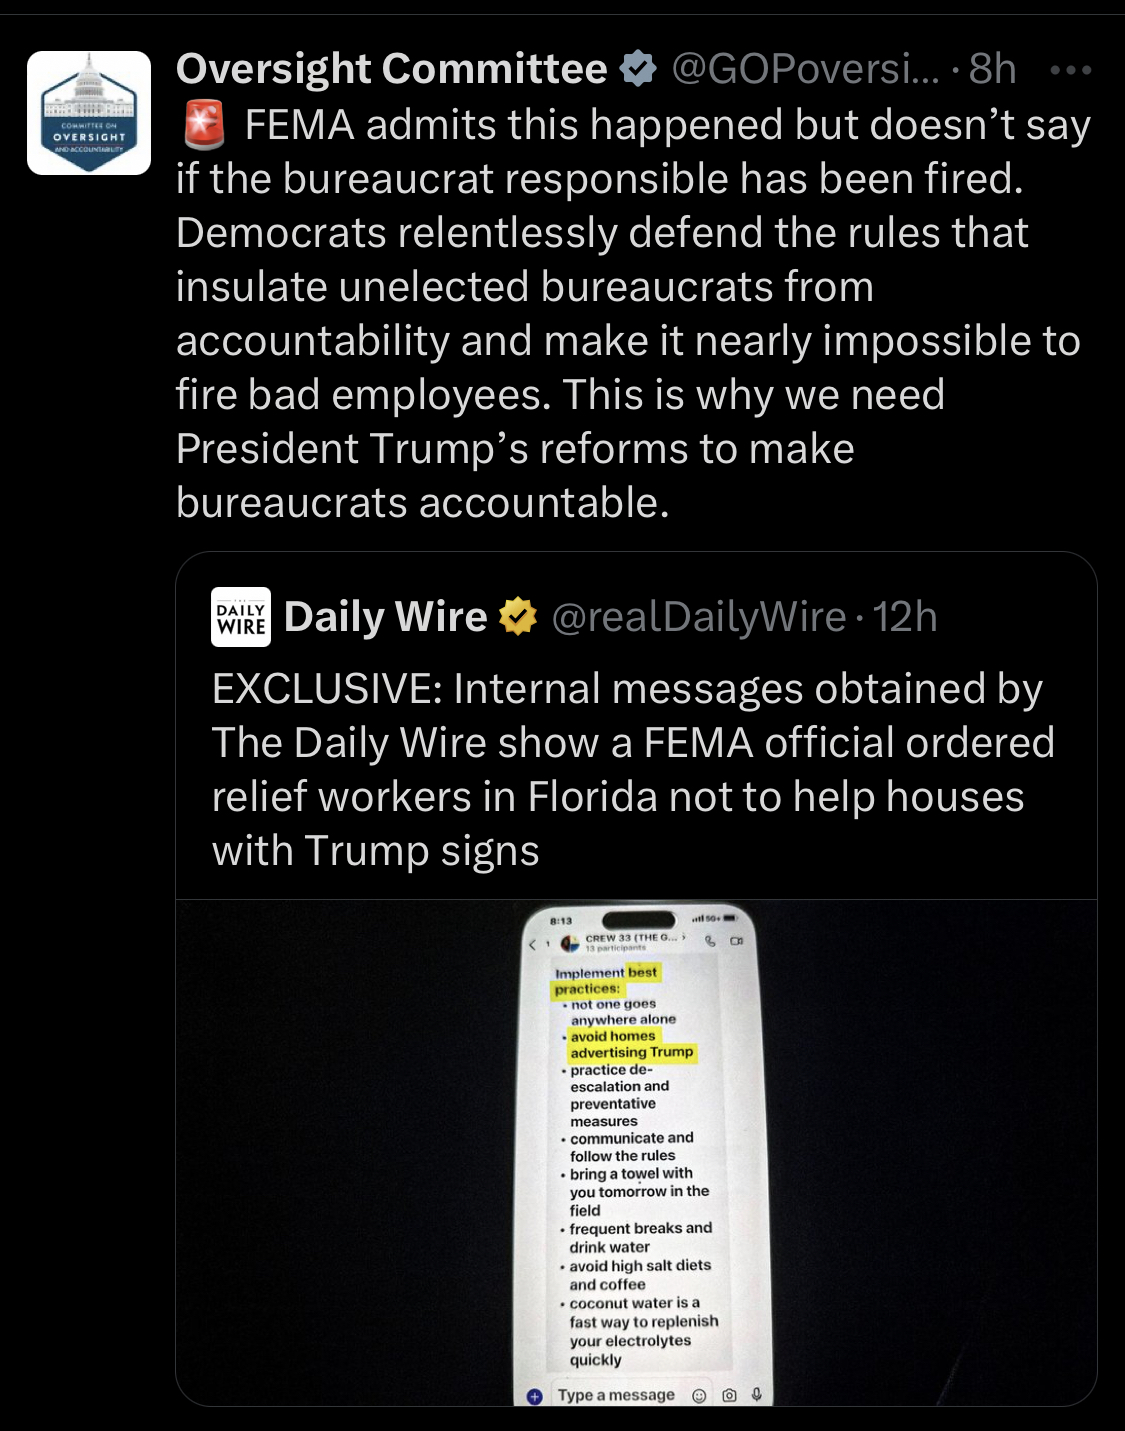 COMMITTEE ON
OVERSIGHT
AND ACCOUNTABILITY
Oversight Committee @GOPoversi... · 8h
🚨 FEMA admits this happened but doesn’t say
if the bureaucrat responsible has been fired.
Democrats relentlessly defend the rules that
insulate unelected bureaucrats from
accountability and make it nearly impossible to
fire bad employees. This is why we need
President Trump’s reforms to make
bureaucrats accountable.
DAILY
WIRE
Daily Wire @realDailyWire · 12h
EXCLUSIVE: Internal messages obtained by
The Daily Wire show a FEMA official ordered
relief workers in Florida not to help houses
with Trump signs
8:13 5G+
1 CREW 33 (THE G... ›
13 participants
Implement best
practices:
• not one goes
anywhere alone
• avoid homes
advertising Trump
• practice de-
escalation and
preventative
measures
• communicate and
follow the rules
• bring a towel with
you tomorrow in the
field
• frequent breaks and
drink water
• avoid high salt diets
and coffee
• coconut water is a
fast way to replenish
your electrolytes
quickly
Type a message